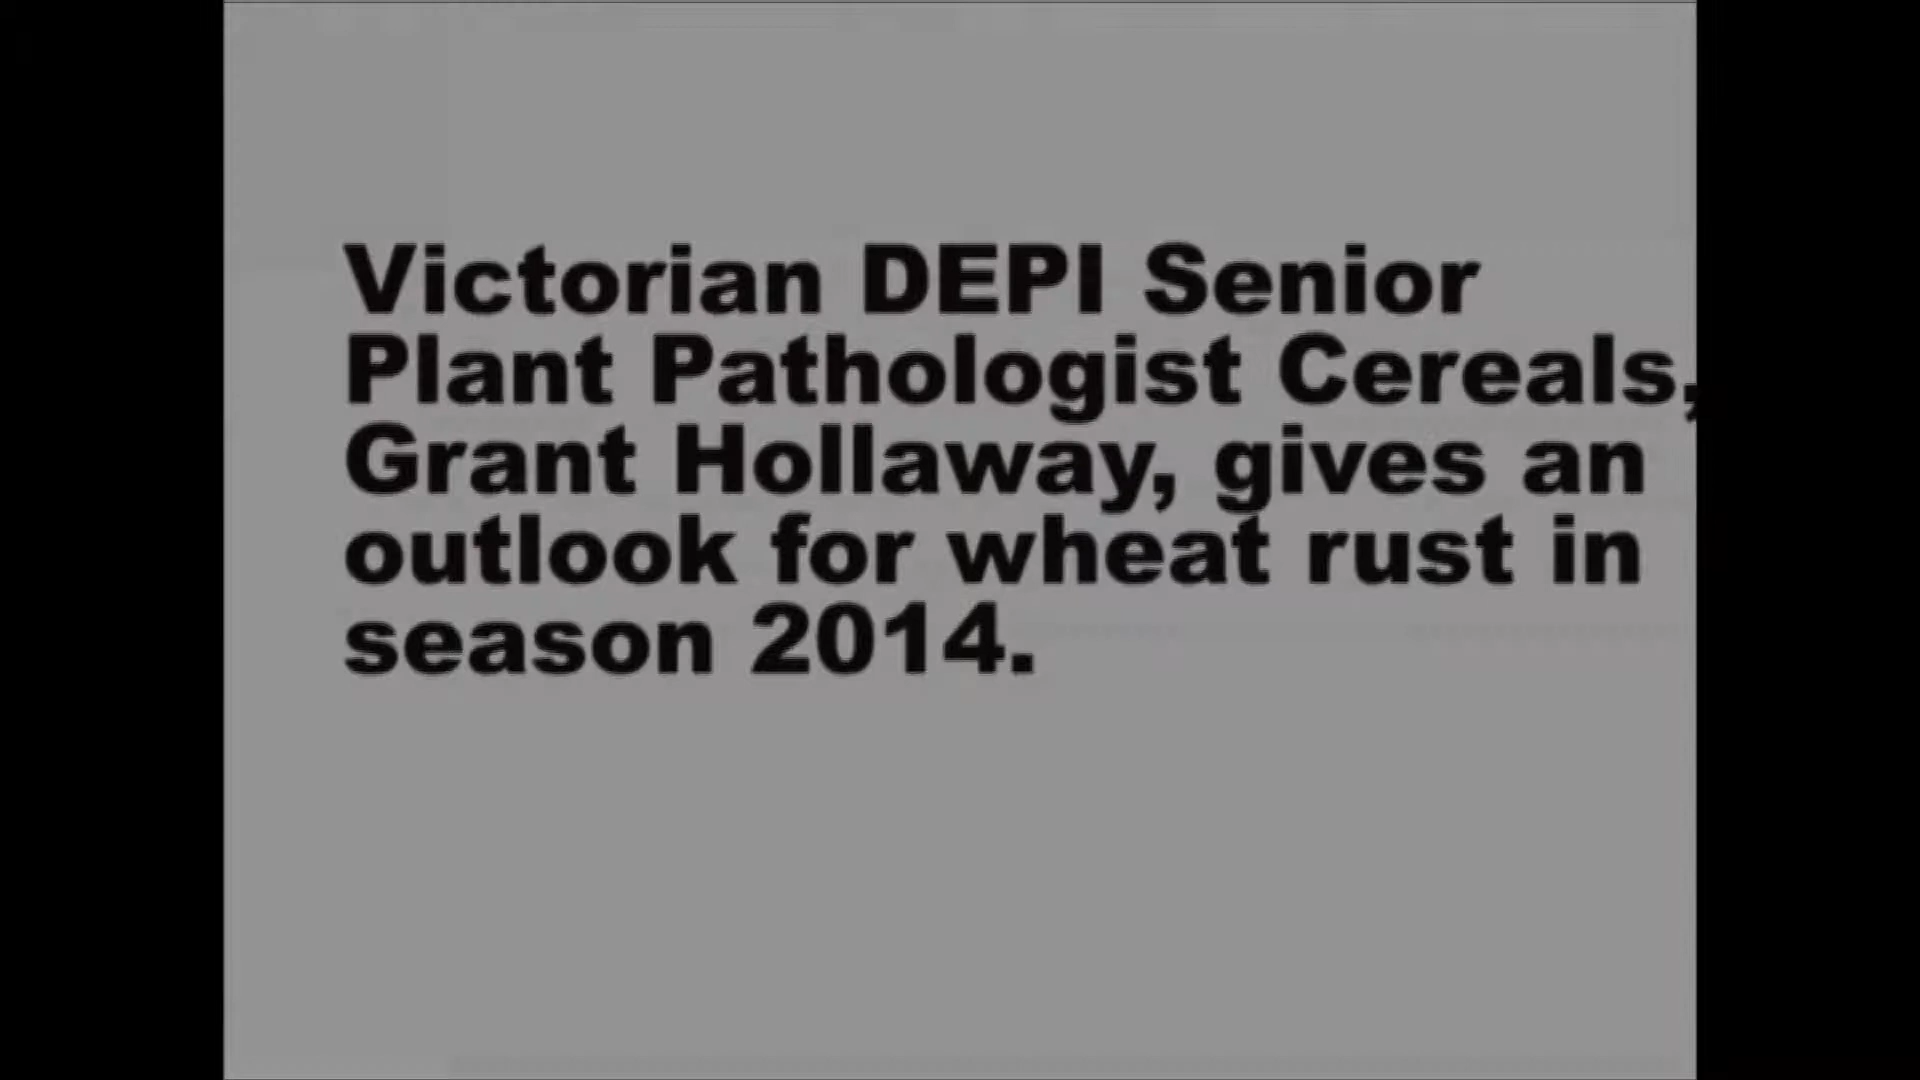 Victorian DEPI Senior
Plant Pathologist Cereals,
Grant Hollaway, gives an
outlook for wheat rust in
season 2014.